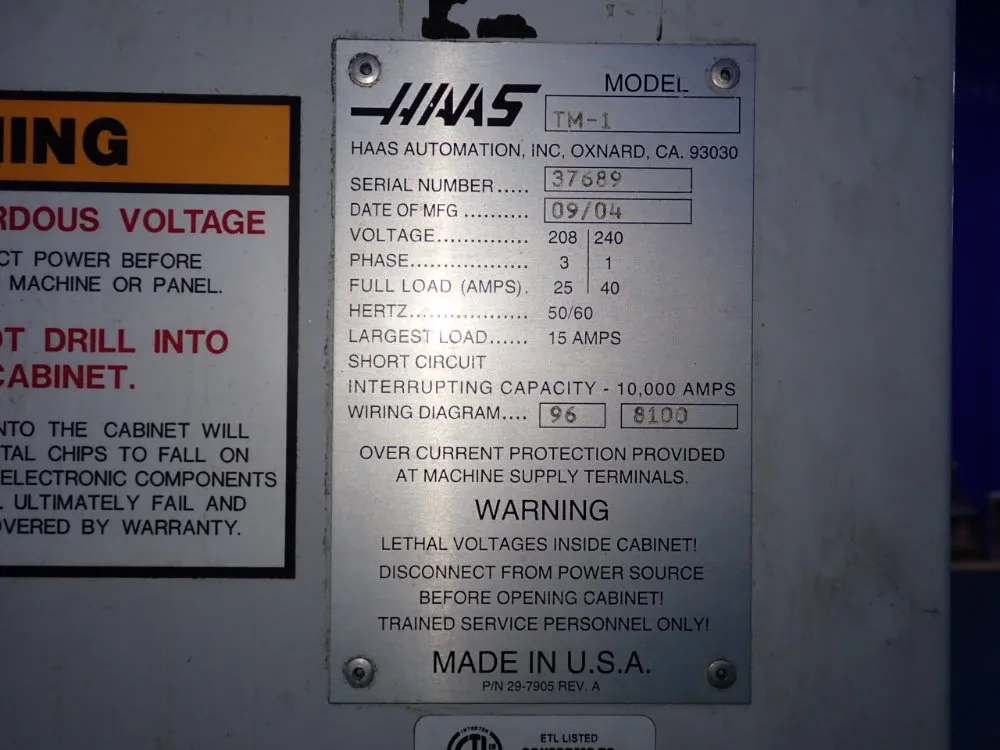 ING
RDOUS VOLTAGE
CT POWER BEFORE
MACHINE OR PANEL.
OT DRILL INTO
CABINET.
NTO THE CABINET WILL
TAL CHIPS TO FALL ON
ELECTRONIC COMPONENTS
ULTIMATELY FAIL AND
OVERED BY WARRANTY.
HAAS
MODEL
TM-1
HAAS AUTOMATION, INC, OXNARD, CA. 93030
SERIAL NUMBER..... 37689
DATE OF MFG .......... 09/04
VOLTAGE.............. 208 | 240
PHASE.................. 3 | 1
FULL LOAD (AMPS). 25 | 40
HERTZ.................. 50/60
LARGEST LOAD...... 15 AMPS
SHORT CIRCUIT
INTERRUPTING CAPACITY - 10,000 AMPS
WIRING DIAGRAM.... 96 8100
OVER CURRENT PROTECTION PROVIDED
AT MACHINE SUPPLY TERMINALS.
WARNING
LETHAL VOLTAGES INSIDE CABINET!
DISCONNECT FROM POWER SOURCE
BEFORE OPENING CABINET!
TRAINED SERVICE PERSONNEL ONLY!
MADE IN U.S.A.
P/N 29-7905 REV. A
INTERTEK
ETL LISTED